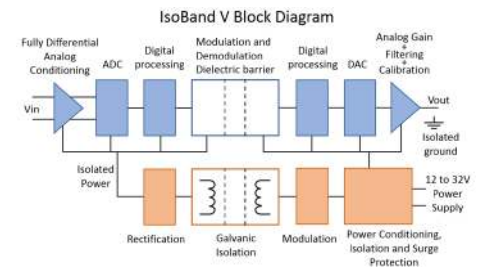 IsoBand V Block Diagram
Fully Differential
Analog
Conditioning
ADC
Digital
processing
Modulation and
Demodulation
Dielectric barrier
Digital
processing
DAC
Analog Gain
+
Filtering
+
Calibration
Vin
Vout
Isolated
ground
Isolated
Power
12 to 32V
Power
Supply
Rectification
Galvanic
Isolation
Modulation
Power Conditioning,
Isolation and Surge
Protection